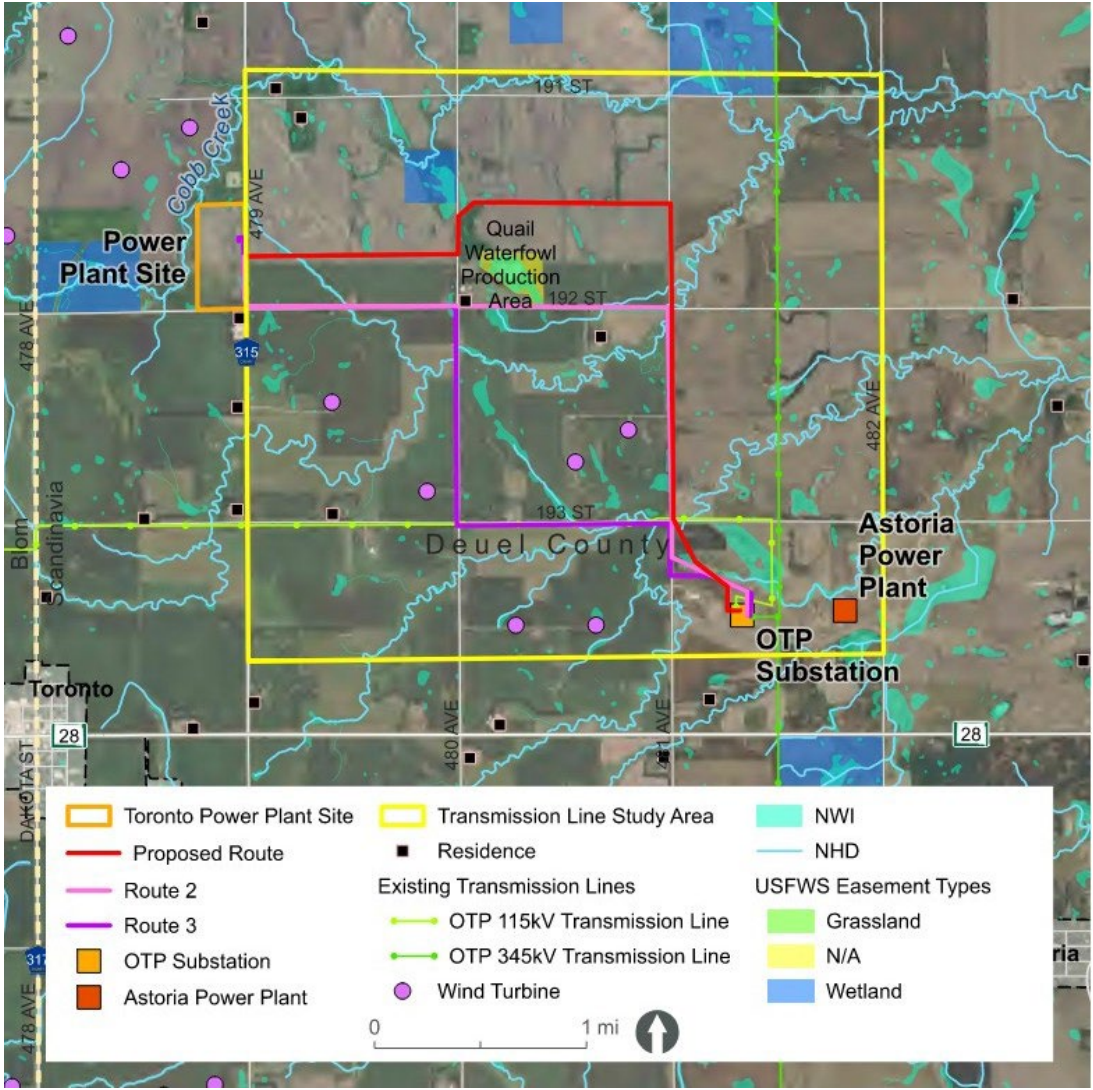 191 ST
Cobb Creek
479 AVE
Power
Plant Site
Quail
Waterfowl
Production
Area
192 ST
478 AVE
315
482 AVE
193 ST
Blom
Scandinavia
Deuel County
Astoria
Power
Plant
OTP
Substation
Toronto
28
480 AVE
28
DAKOTA ST
Toronto Power Plant Site
Proposed Route
Route 2
Route 3
OTP Substation
Astoria Power Plant
Transmission Line Study Area
Residence
Existing Transmission Lines
OTP 115kV Transmission Line
OTP 345kV Transmission Line
Wind Turbine
NWI
NHD
USFWS Easement Types
Grassland
N/A
Wetland
317
478 AVE
ria
0 1 mi